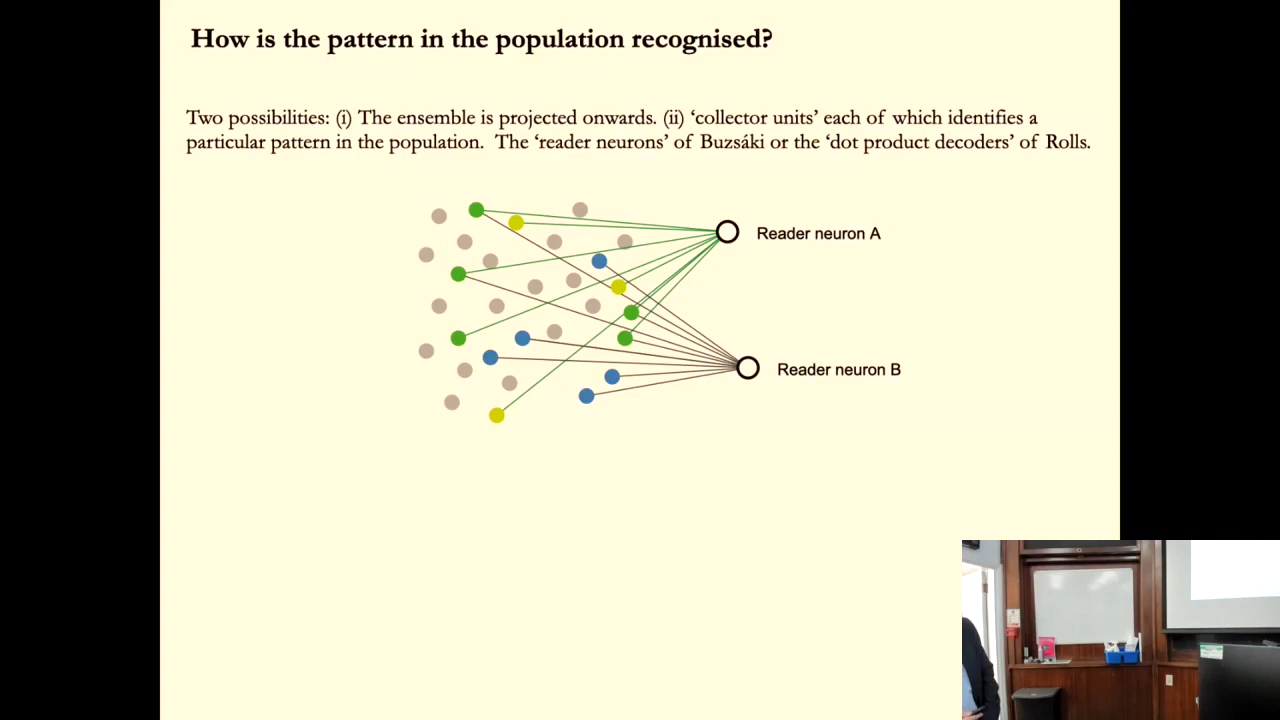 How is the pattern in the population recognised?
Two possibilities: (i) The ensemble is projected onwards. (ii) ‘collector units’ each of which identifies a
particular pattern in the population.  The ‘reader neurons’ of Buzsáki or the ‘dot product decoders’ of Rolls.
Reader neuron A
Reader neuron B